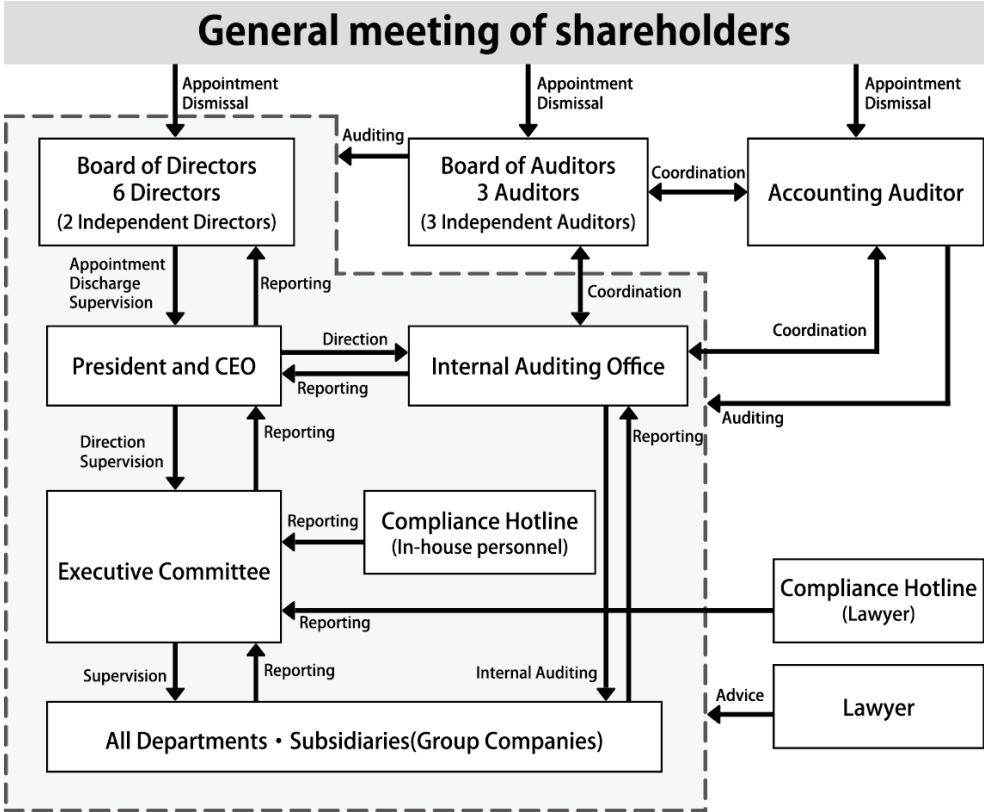 General meeting of shareholders
Appointment
Dismissal
Appointment
Dismissal
Appointment
Dismissal
Board of Directors
6 Directors
(2 Independent Directors)
Auditing
Board of Auditors
3 Auditors
(3 Independent Auditors)
Coordination
Accounting Auditor
Appointment
Discharge
Supervision
Reporting
Coordination
President and CEO
Direction
Reporting
Internal Auditing Office
Coordination
Auditing
Direction
Supervision
Reporting
Reporting
Executive Committee
Reporting
Compliance Hotline
(In-house personnel)
Reporting
Compliance Hotline
(Lawyer)
Supervision
Reporting
Internal Auditing
Advice
Lawyer
All Departments・Subsidiaries(Group Companies)